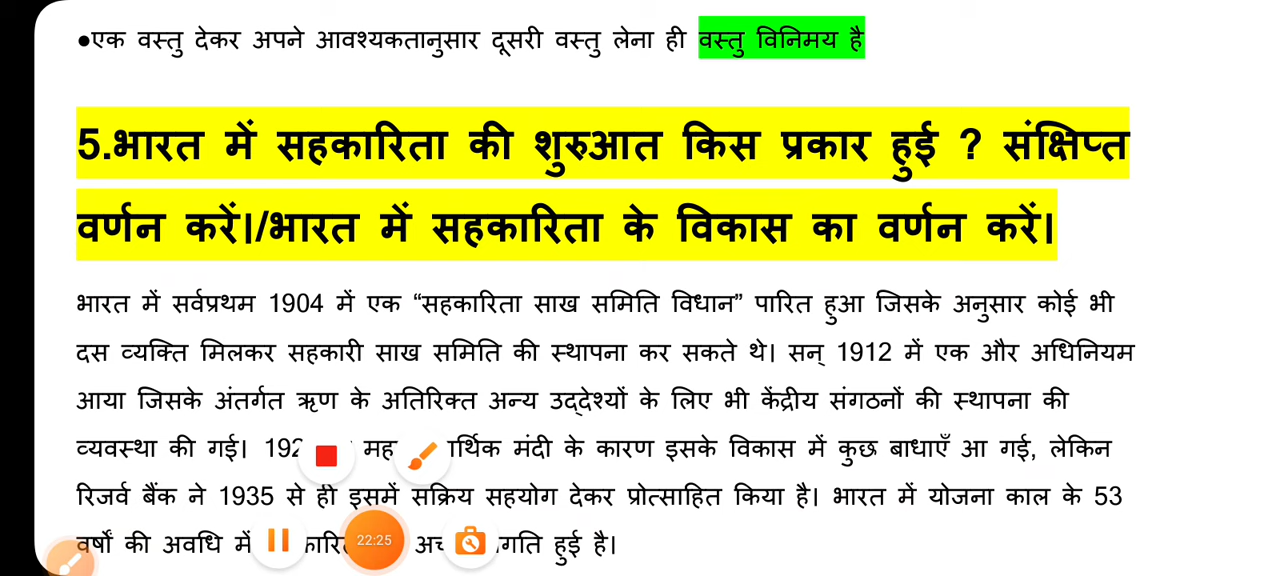 ●एक वस्तु देकर अपने आवश्यकतानुसार दूसरी वस्तु लेना ही वस्तु विनिमय है
5.भारत में सहकारिता की शुरुआत किस प्रकार हुई ? संक्षिप्त
वर्णन करें।/भारत में सहकारिता के विकास का वर्णन करें।
भारत में सर्वप्रथम 1904 में एक “सहकारिता साख समिति विधान” पारित हुआ जिसके अनुसार कोई भी
दस व्यक्ति मिलकर सहकारी साख समिति की स्थापना कर सकते थे। सन् 1912 में एक और अधिनियम
आया जिसके अंतर्गत ऋण के अतिरिक्त अन्य उद्देश्यों के लिए भी केंद्रीय संगठनों की स्थापना की
व्यवस्था की गई। मंदी के कारण इसके विकास में कुछ बाधाएँ आ गई, लेकिन
रिजर्व बैंक ने 1935 से ही इसमें सक्रिय सहयोग देकर प्रोत्साहित किया है। भारत में योजना काल के 53
वर्षों की अवधि में हुई है।
22:25